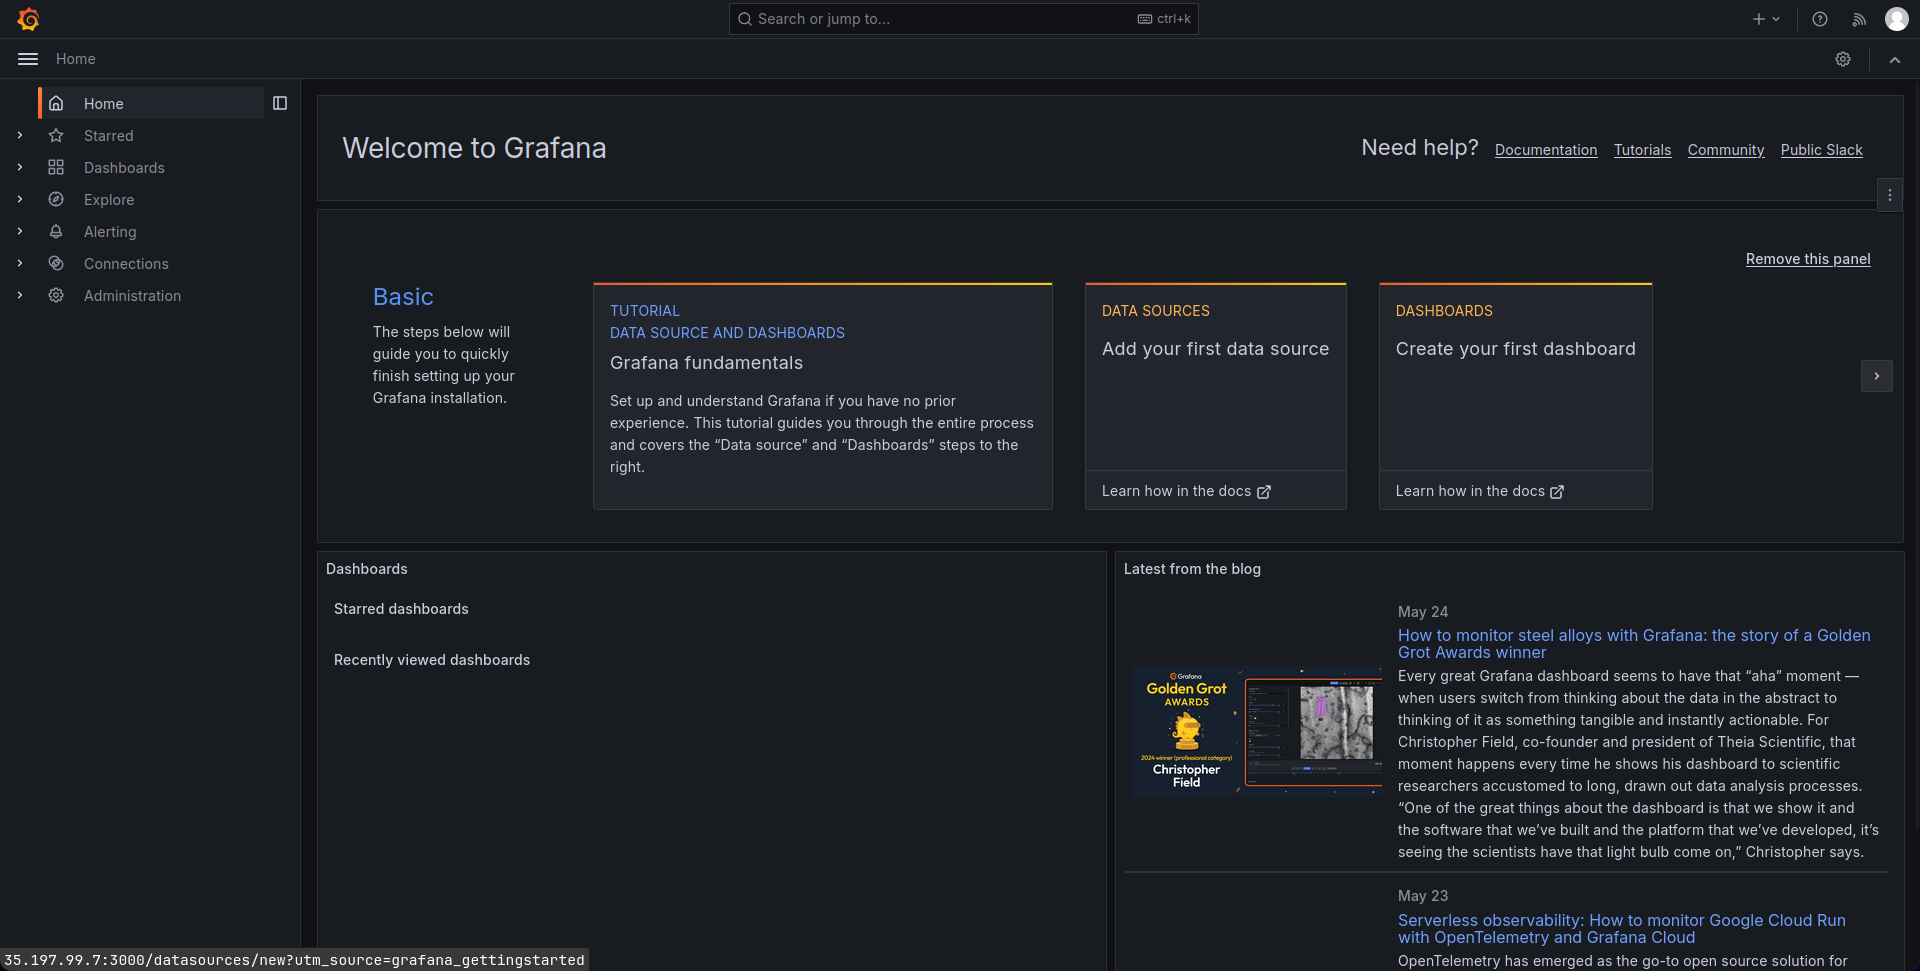 Search or jump to...
ctrl+k
Home
Home
Starred
Dashboards
Explore
Alerting
Connections
Administration
Welcome to Grafana
Need help?
Documentation
Tutorials
Community
Public Slack
Remove this panel
Basic
The steps below will
guide you to quickly
finish setting up your
Grafana installation.
TUTORIAL
DATA SOURCE AND DASHBOARDS
Grafana fundamentals
Set up and understand Grafana if you have no prior
experience. This tutorial guides you through the entire process
and covers the “Data source” and “Dashboards” steps to the
right.
DATA SOURCES
Add your first data source
Learn how in the docs
DASHBOARDS
Create your first dashboard
Learn how in the docs
Dashboards
Starred dashboards
Recently viewed dashboards
Latest from the blog
Grafana
Golden Grot
AWARDS
2024 winner (professional category)
Christopher
Field
May 24
How to monitor steel alloys with Grafana: the story of a Golden
Grot Awards winner
Every great Grafana dashboard seems to have that “aha” moment —
when users switch from thinking about the data in the abstract to
thinking of it as something tangible and instantly actionable. For
Christopher Field, co-founder and president of Theia Scientific, that
moment happens every time he shows his dashboard to scientific
researchers accustomed to long, drawn out data analysis processes.
“One of the great things about the dashboard is that we show it and
the software that we’ve built and the platform that we’ve developed, it’s
seeing the scientists have that light bulb come on,” Christopher says.
May 23
Serverless observability: How to monitor Google Cloud Run
with OpenTelemetry and Grafana Cloud
OpenTelemetry has emerged as the go-to open source solution for
35.197.99.7:3000/datasources/new?utm_source=grafana_gettingstarted